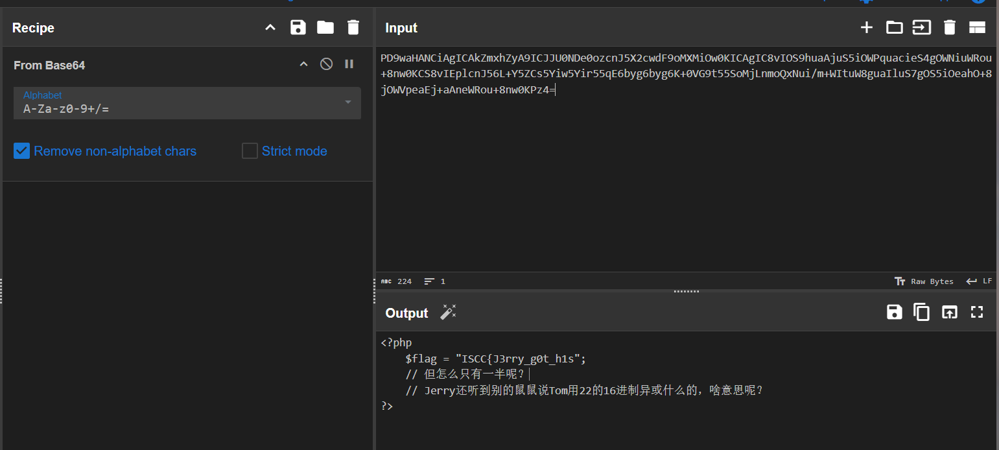 Recipe
From Base64
Alphabet
A-Za-z0-9+/=
Remove non-alphabet chars
Strict mode
Input
PD9waHANCiAgICAkZmxhZyA9ICJJU0NDe0ozcnJ5X2cwdF9oMXMiOw0KICAgIC8vIOS9huaAjuS5iOWPquacieS4gOWNiuWRou
+8nw0KCS8vIEplcnJ56L+Y5ZCs5Yiw5Yir55qE6byg6byg6K+0VG9t55SoMjLnmoQxNui/m+WItuW8guaIluS7gOS5iOeahO+8
jOWVpeaEj+aAneWRou+8nw0KPz4=
ABC 224
1
Raw Bytes
LF
Output
<?php
$flag = "ISCC{J3rry_g0t_h1s";
// 但怎么只有一半呢？
// Jerry还听到别的鼠鼠说Tom用22的16进制异或什么的，啥意思呢？
?>